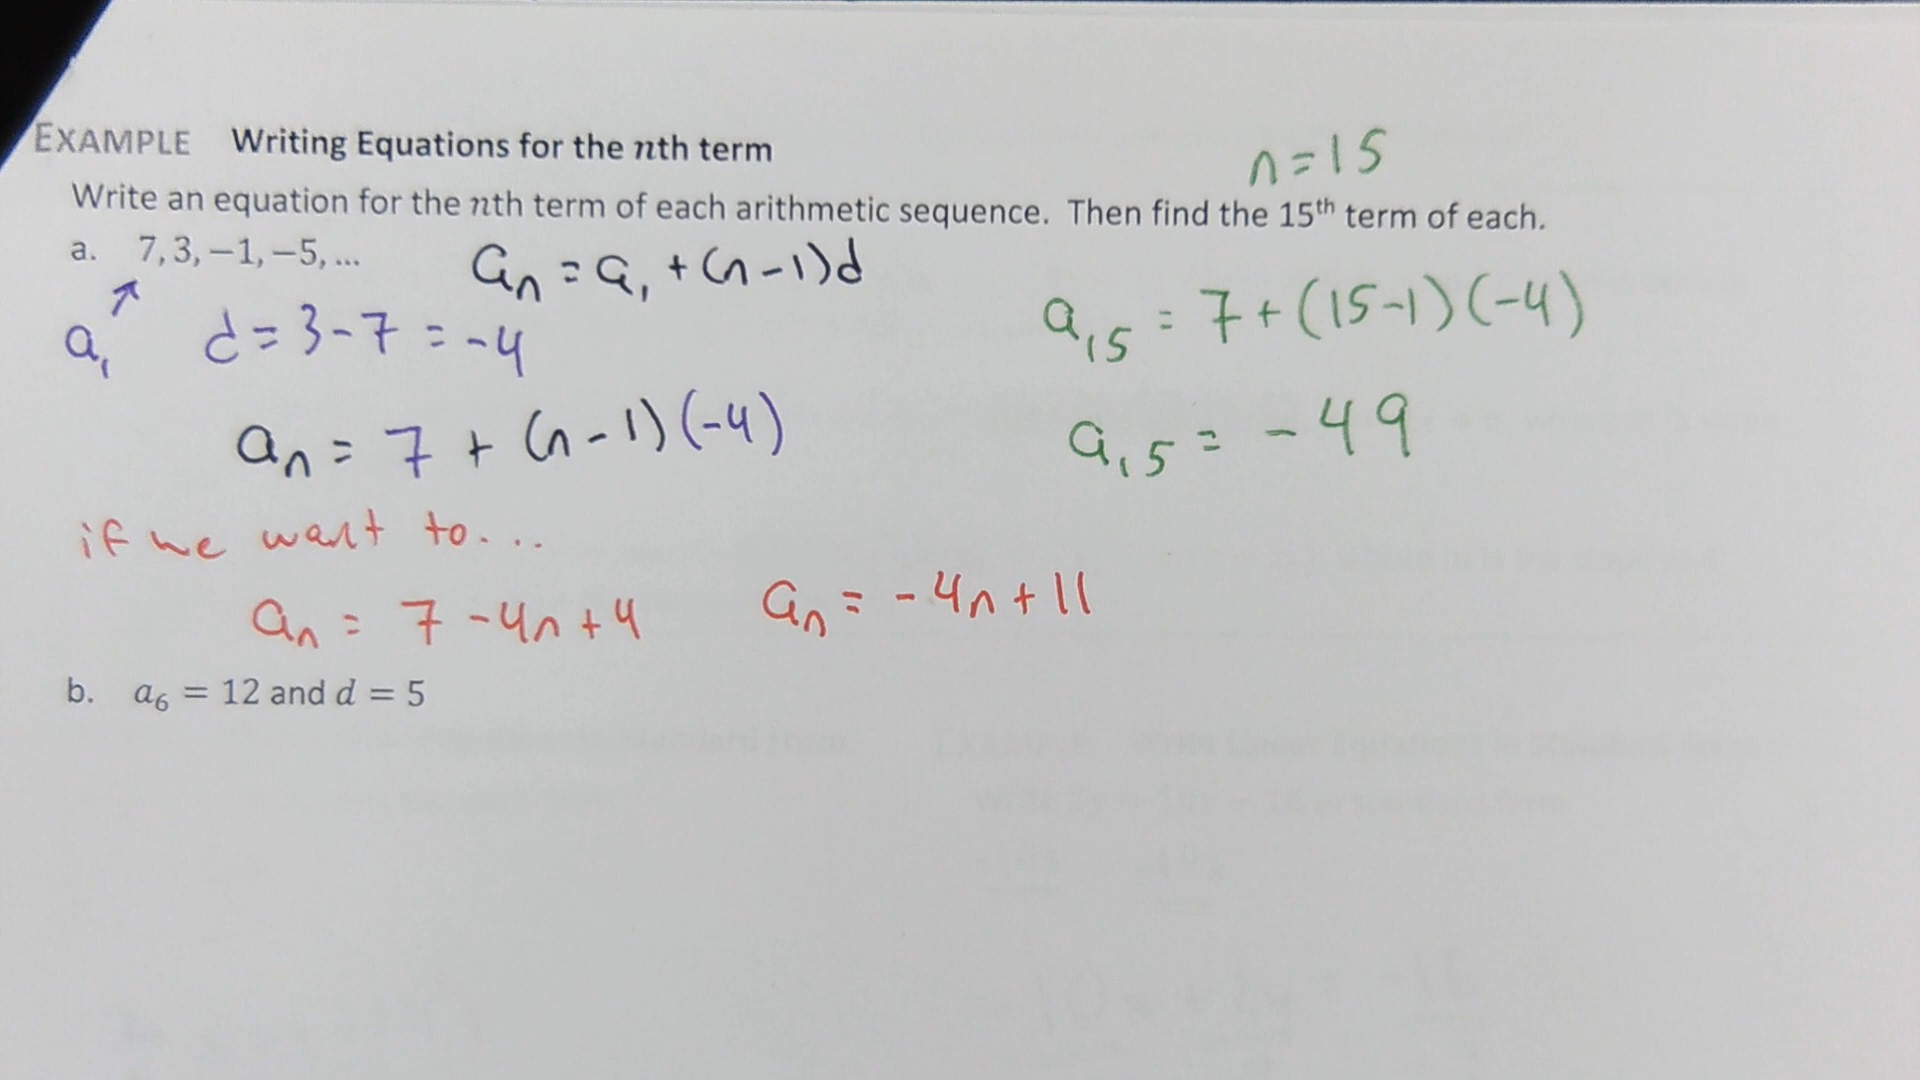 EXAMPLE Writing Equations for the nth term
n=15
Write an equation for the nth term of each arithmetic sequence. Then find the 15th term of each.
a. 7, 3, −1, −5, ...
aₙ = a₁ + (n-1)d
a₁ d = 3-7 = -4
a₁₅ = 7+(15-1)(-4)
aₙ = 7 + (n-1)(-4)
a₁₅ = -49
if we want to...
aₙ = 7 -4n+4 aₙ = -4n+11
b. a₆ = 12 and d = 5